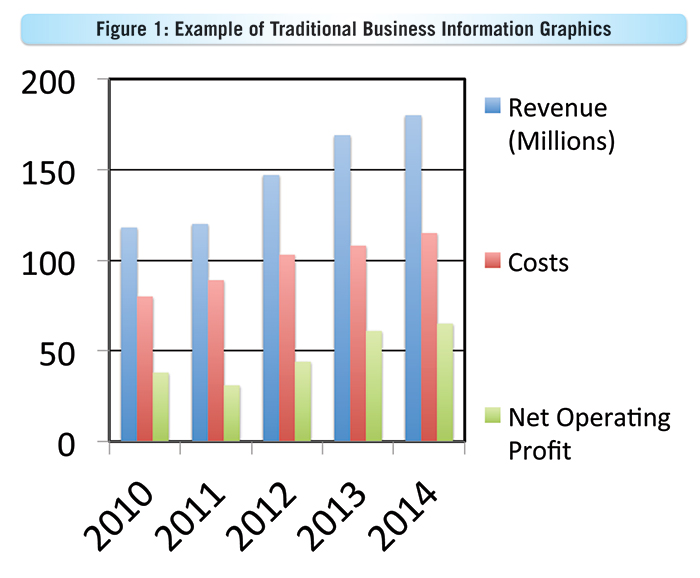 Figure 1: Example of Traditional Business Information Graphics
200
150
100
50
0
2010
2011
2012
2013
2014
Revenue
(Millions)
Costs
Net Operating
Profit